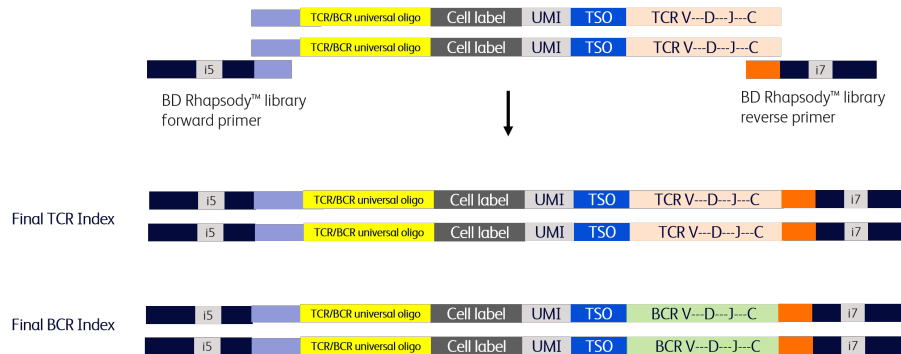 TCR/BCR universal oligo Cell label UMI TSO TCR V---D---J---C
TCR/BCR universal oligo Cell label UMI TSO TCR V---D---J---C
i5 i7
BD Rhapsody™ library
forward primer
BD Rhapsody™ library
reverse primer
Final TCR Index
i5 TCR/BCR universal oligo Cell label UMI TSO TCR V---D---J---C i7
i5 TCR/BCR universal oligo Cell label UMI TSO TCR V---D---J---C i7
Final BCR Index
i5 TCR/BCR universal oligo Cell label UMI TSO BCR V---D---J---C i7
i5 TCR/BCR universal oligo Cell label UMI TSO BCR V---D---J---C i7